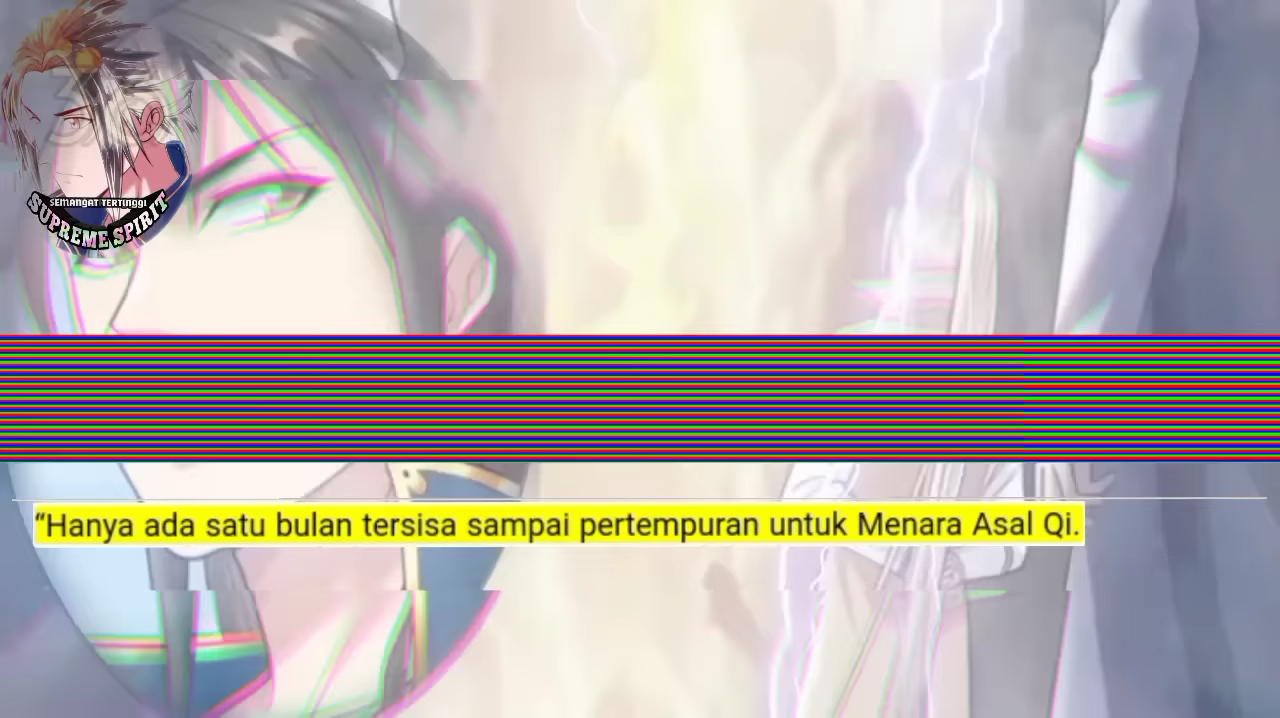 SEMANGAT TERTINGGI
SUPREME SPIRIT
“Hanya ada satu bulan tersisa sampai pertempuran untuk Menara Asal Qi.